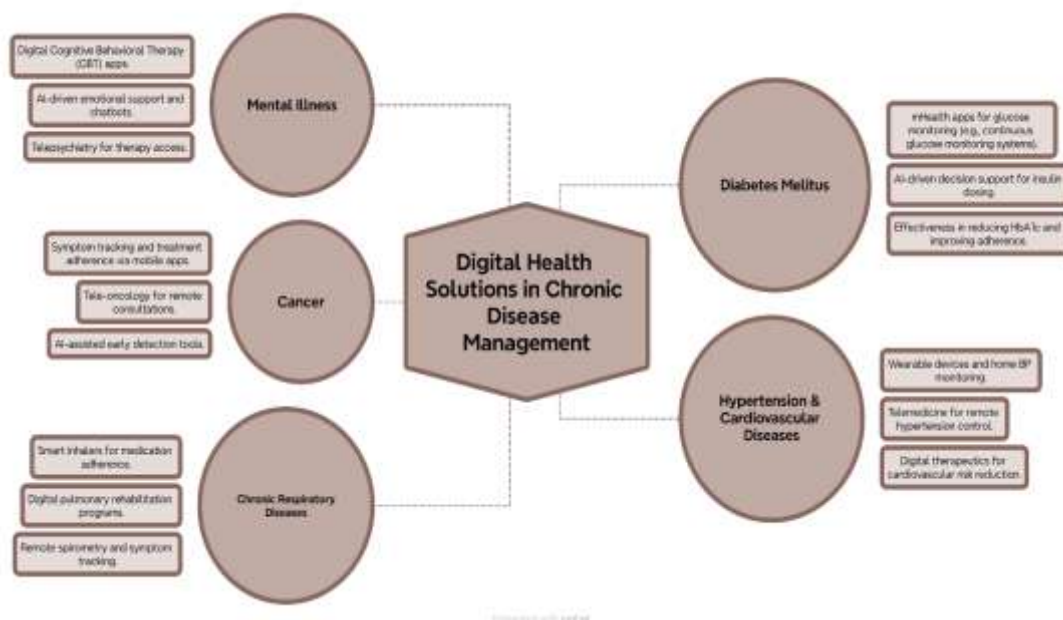 Digital Cognitive Behavioral Therapy
(CBT) apps.
AI-driven emotional support and
chatbots.
Telepsychiatry for therapy access.
Mental illness
Symptom tracking and treatment
adherence via mobile apps.
Tele-oncology for remote
consultations.
AI-assisted early detection tools.
Cancer
Smart inhalers for medication
adherence.
Digital pulmonary rehabilitation
programs.
Remote spirometry and symptom
tracking.
Chronic Respiratory
Diseases
Digital Health
Solutions in Chronic
Disease
Management
Diabetes Melitus
mHealth apps for glucose
monitoring (e.g., continuous
glucose monitoring systems).
AI-driven decision support for insulin
dosing.
Effectiveness in reducing HbA1c and
improving adherence.
Hypertension &
Cardiovascular
Diseases
Wearable devices and home BP
monitoring.
Telemedicine for remote
hypertension control.
Digital therapeutics for
cardiovascular risk reduction